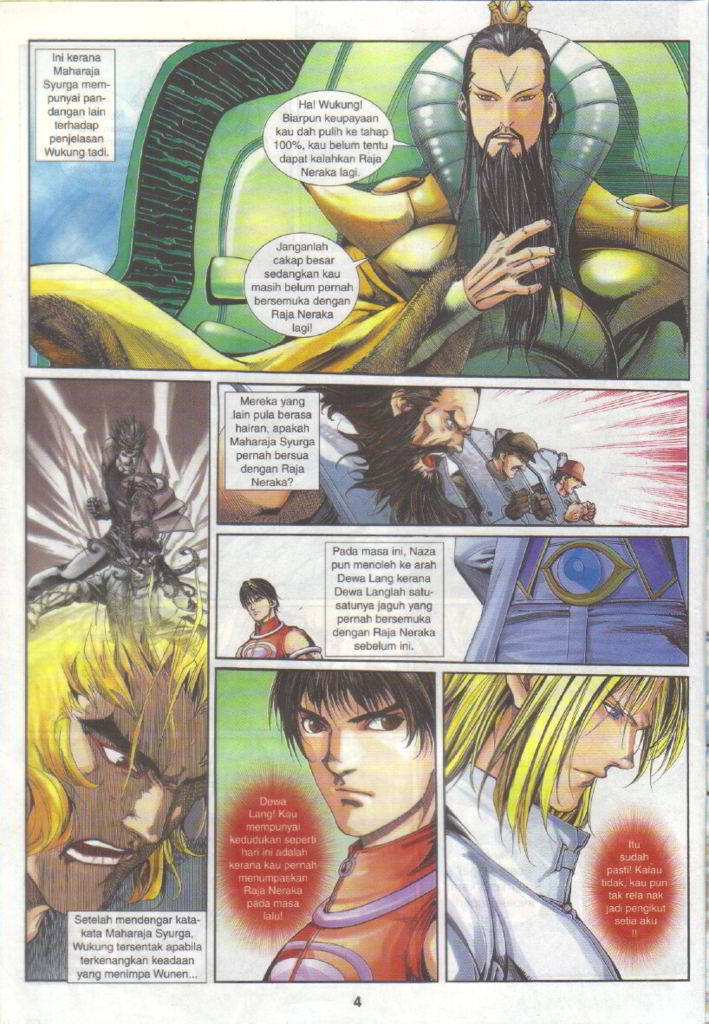 Ini kerana
Maharaja
Syurga mem-
punyai pan-
dangan lain
terhadap
penjelasan
Wukung tadi.
Ha! Wukung!
Biarpun keupayaan
kau dah pulih ke tahap
100%, kau belum tentu
dapat kalahkan Raja
Neraka lagi.
Janganlah
cakap besar
sedangkan kau
masih belum pernah
bersemuka dengan
Raja Neraka
lagi!
Mereka yang
lain pula berasa
hairan, apakah
Maharaja Syurga
pernah bersua
dengan Raja
Neraka?
Pada masa ini, Naza
pun menoleh ke arah
Dewa Lang kerana
Dewa Langlah satu-
satunya jaguh yang
pernah bersemuka
dengan Raja Neraka
sebelum ini.
Setelah mendengar kata-
kata Maharaja Syurga,
Wukung tersentak apabila
terkenangkan keadaan
yang menimpa Wunen...
Dewa
Lang! Kau
mempunyai
kedudukan seperti
hari ini adalah
kerana kau pernah
menumpaskan
Raja Neraka
pada masa
lalu!
Itu
sudah
pasti! Kalau
tidak, kau pun
tak rela nak
jadi pengikut
setia aku
!!
4